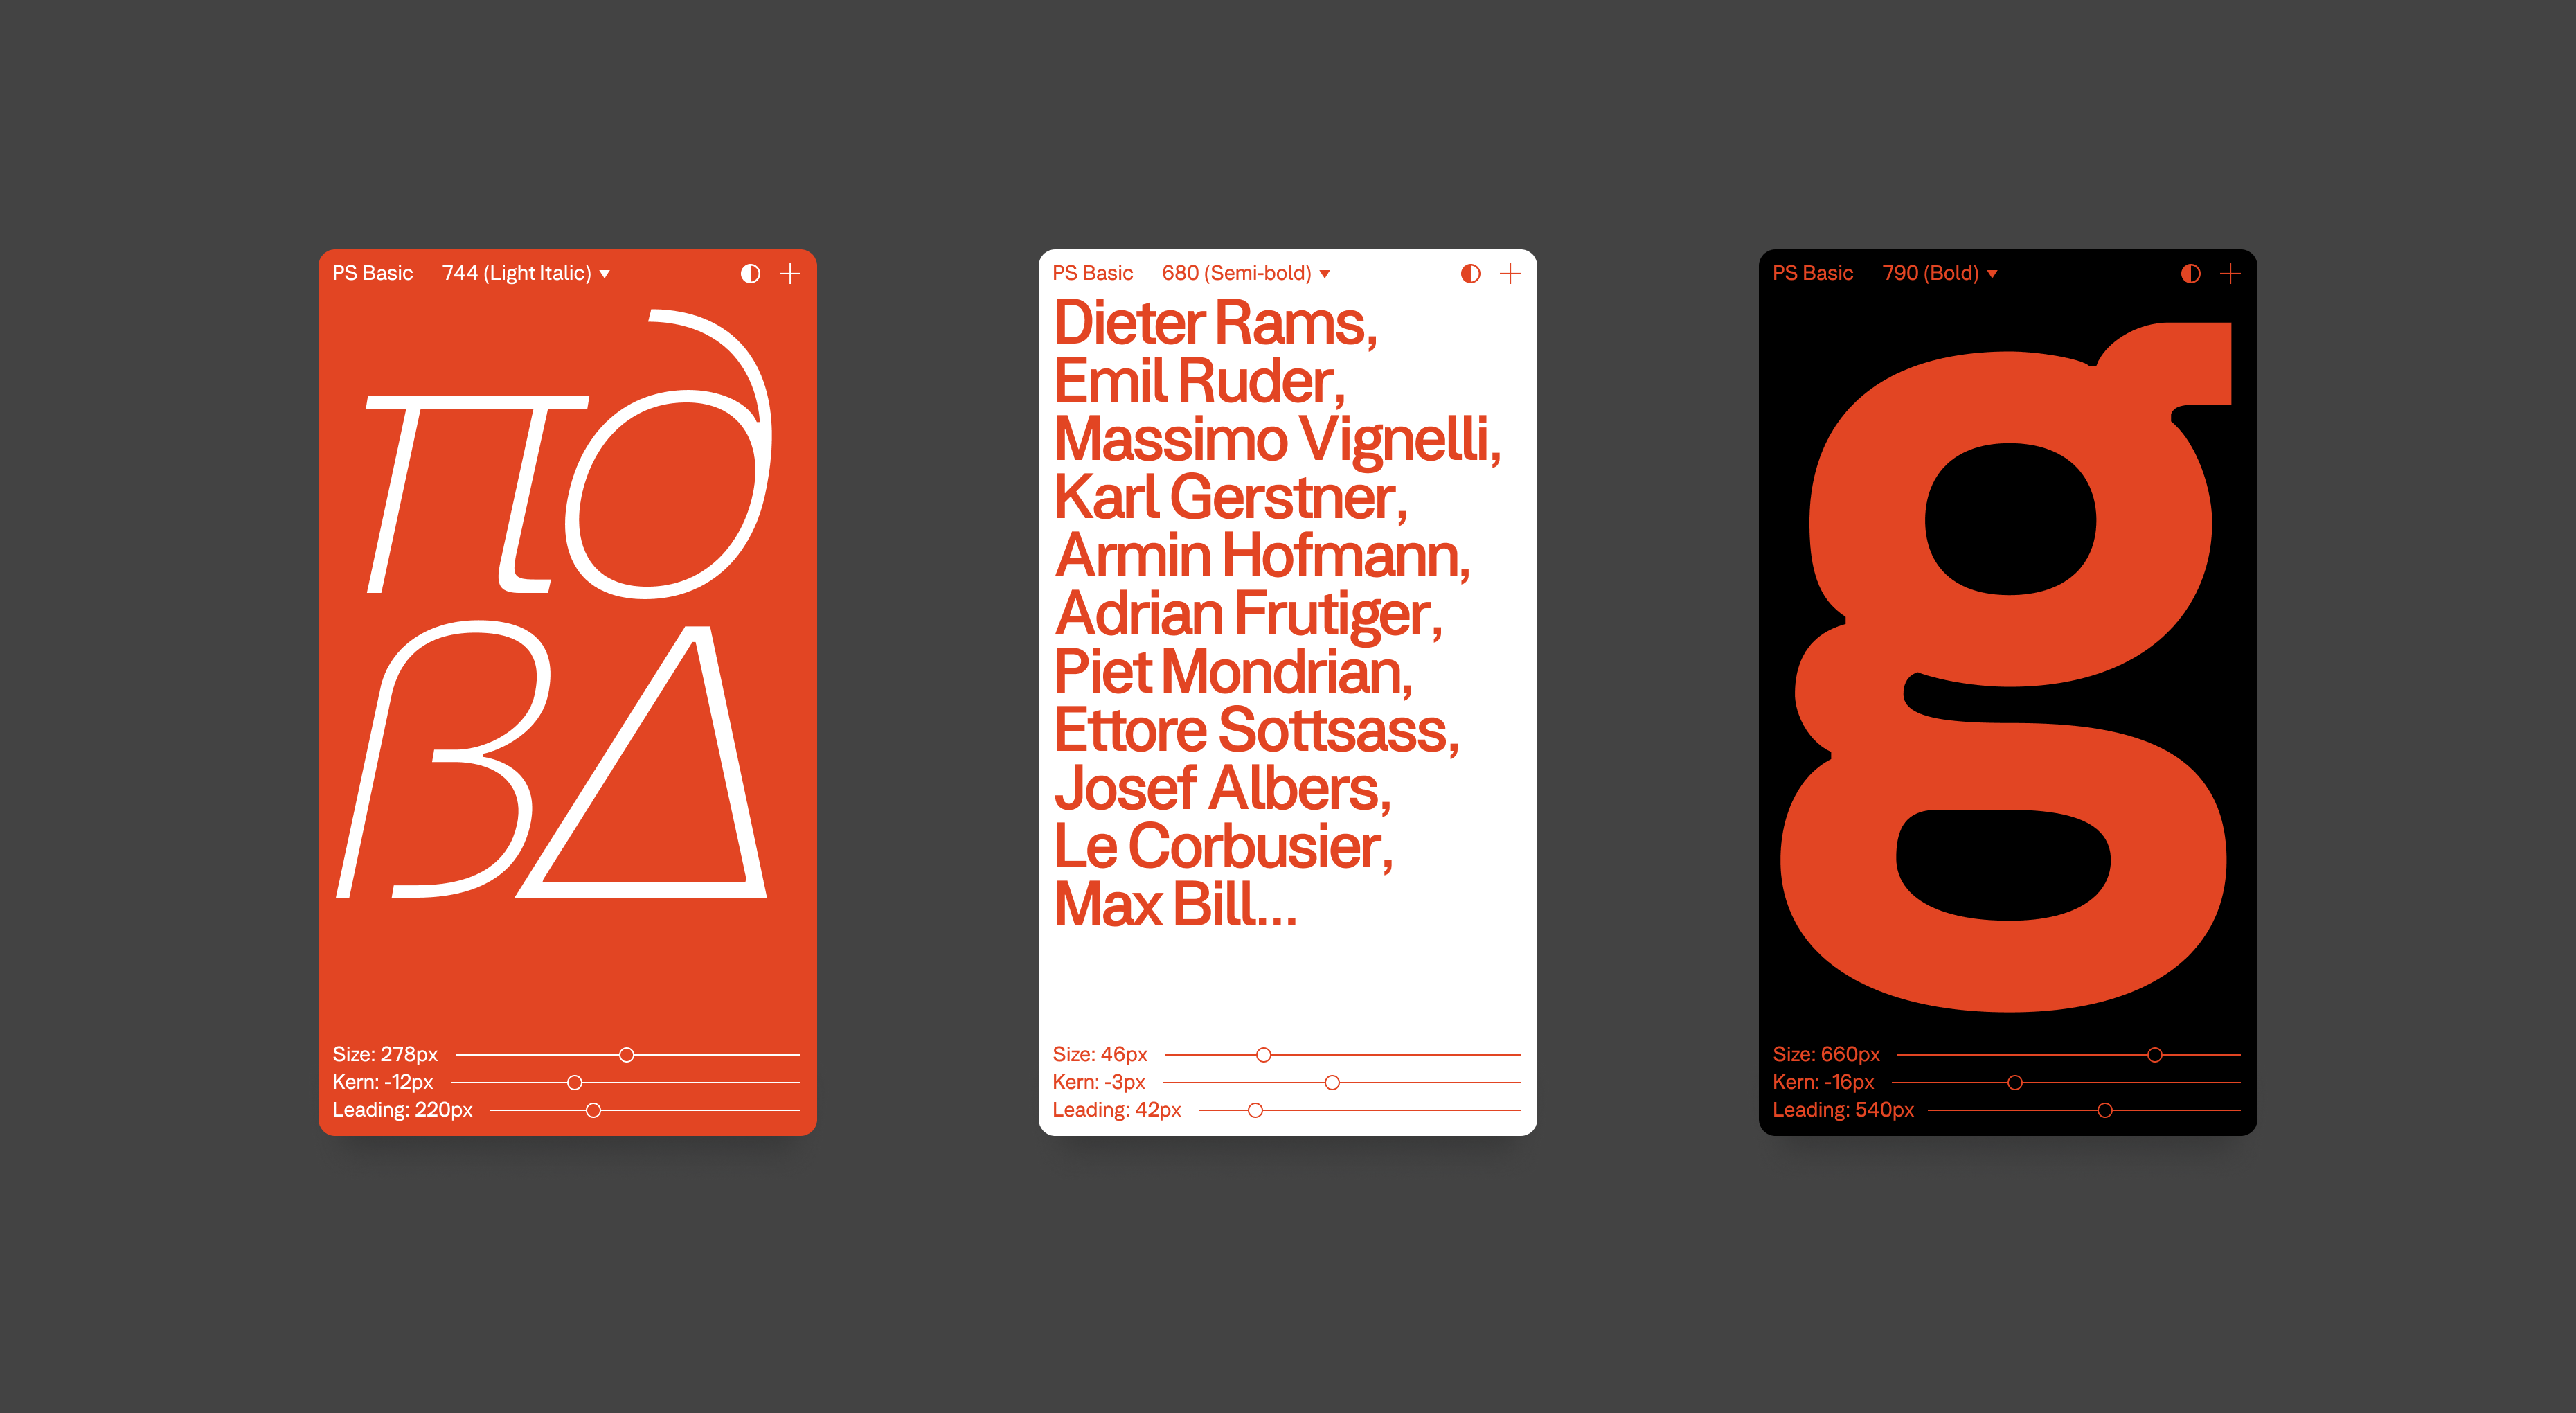 PS Basic 744 (Light Italic)
π∂
βΔ
Size: 278px
Kern: -12px
Leading: 220px
PS Basic 680 (Semi-bold)
Dieter Rams,
Emil Ruder,
Massimo Vignelli,
Karl Gerstner,
Armin Hofmann,
Adrian Frutiger,
Piet Mondrian,
Ettore Sottsass,
Josef Albers,
Le Corbusier,
Max Bill...
Size: 46px
Kern: -3px
Leading: 42px
PS Basic 790 (Bold)
g
Size: 660px
Kern: -16px
Leading: 540px